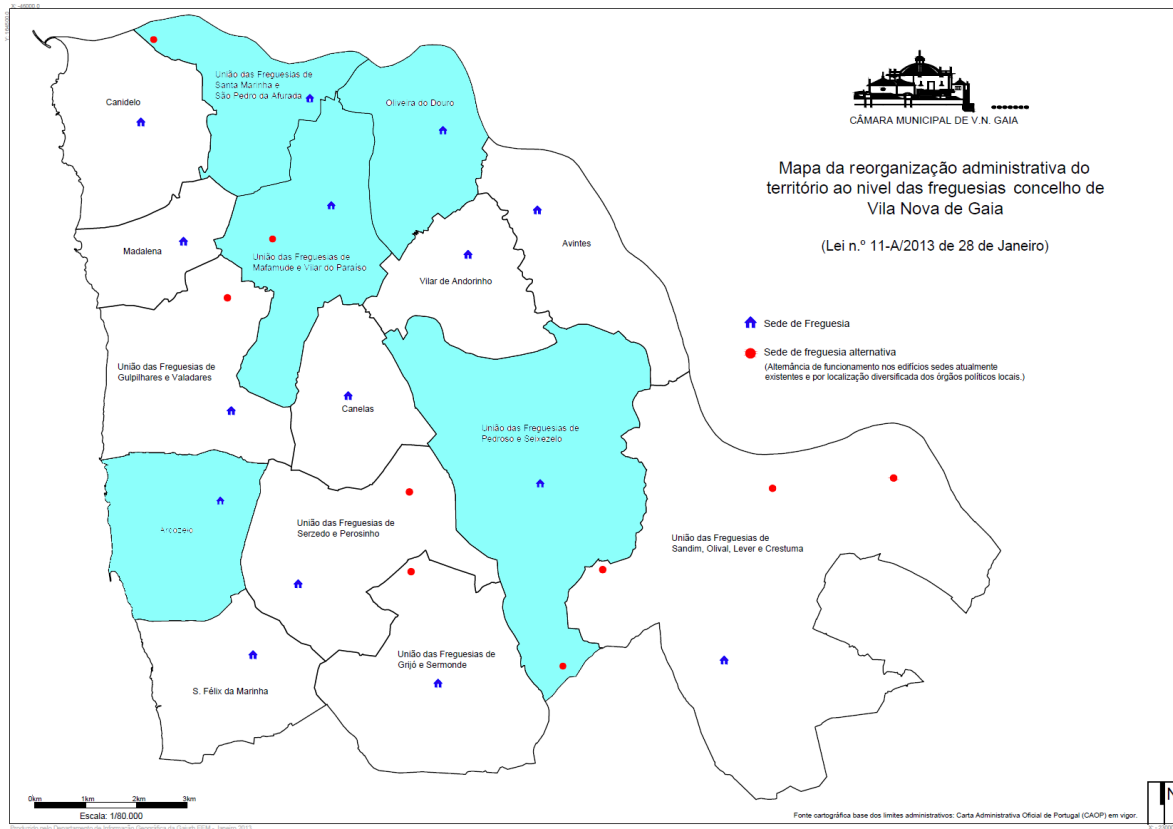 X: -46000.0
CÂMARA MUNICIPAL DE V.N. GAIA
Mapa da reorganização administrativa do
território ao nivel das freguesias concelho de
Vila Nova de Gaia
(Lei n.º 11-A/2013 de 28 de Janeiro)
Sede de Freguesia
Sede de freguesia alternativa
(Alternância de funcionamento nos edifícios sedes atualmente
existentes e por localização diversificada dos órgãos políticos locais.)
União das Freguesias de
Santa Marinha e
São Pedro da Afurada
Canidelo
Oliveira do Douro
Madalena
União das Freguesias de
Mafamude e Vilar do Paraíso
Avintes
Vilar de Andorinho
União das Freguesias de
Gulpilhares e Valadares
Canelas
União das Freguesias de
Pedroso e Seixezelo
Arcozelo
União das Freguesias de
Serzedo e Perosinho
União das Freguesias de
Sandim, Olival, Lever e Crestuma
União das Freguesias de
Grijó e Sermonde
S. Félix da Marinha
0km 1km 2km 3km
Escala: 1/80.000
Fonte cartográfica base dos limites administrativos: Carta Administrativa Oficial de Portugal (CAOP) em vigor.
N